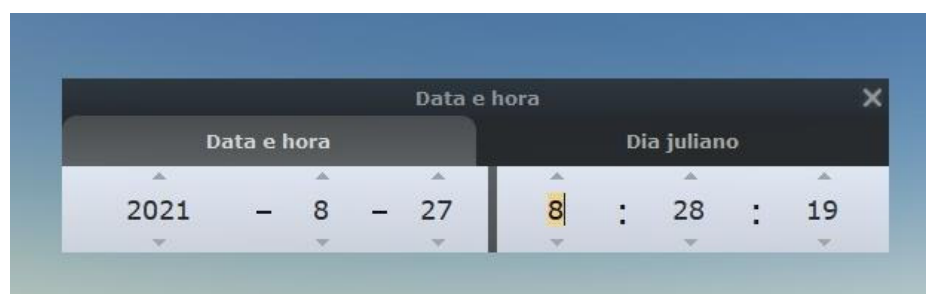 Data e hora
Data e hora Dia juliano
2021 – 8 – 27 8 : 28 : 19